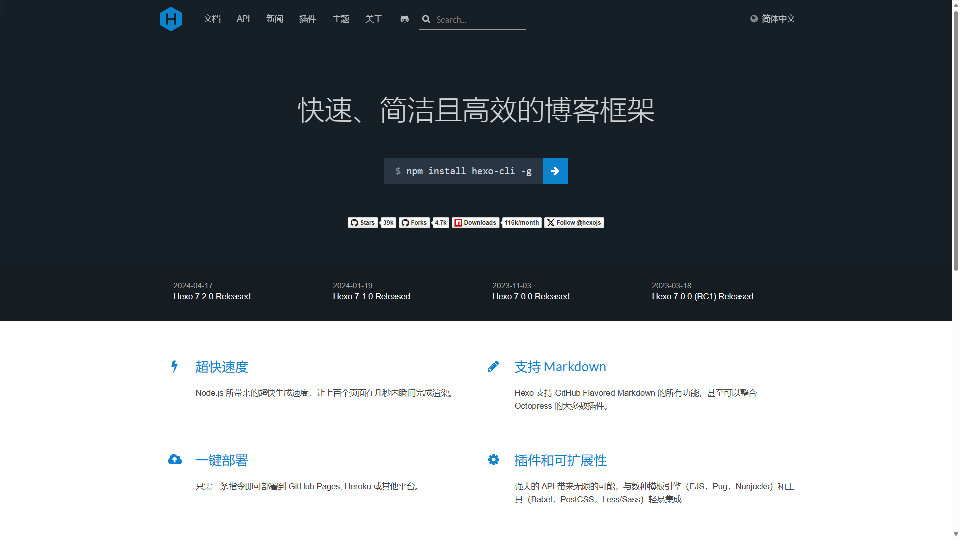 H 文档 API 新闻 插件 主题 关于 Search... 简体中文
快速、简洁且高效的博客框架
$ npm install hexo-cli -g
Stars 39k Forks 4.7k Downloads 116k/month Follow @hexojs
2024-04-17 2024-01-19 2023-11-03 2023-03-18
Hexo 7.2.0 Released Hexo 7.1.0 Released Hexo 7.0.0 Released Hexo 7.0.0 (RC1) Released
超快速度
Node.js 所带来的超快生成速度，让上百个页面在几秒内瞬间完成渲染。
支持 Markdown
Hexo 支持 GitHub Flavored Markdown 的所有功能，甚至可以整合
Octopress 的大多数插件。
一键部署
只需一条指令即可部署到 GitHub Pages, Heroku 或其他平台。
插件和可扩展性
强大的 API 带来无限的可能，与数种模板引擎（EJS，Pug，Nunjucks）和工
具（Babel，PostCSS，Less/Sass）轻易集成